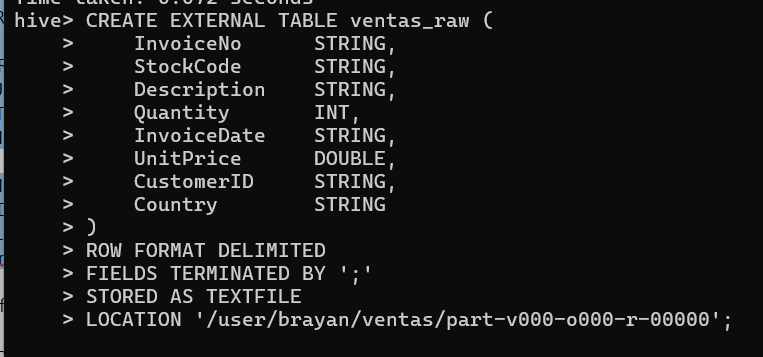 Time taken: 0.072 seconds
hive> CREATE EXTERNAL TABLE ventas_raw (
    >     InvoiceNo      STRING,
    >     StockCode      STRING,
    >     Description    STRING,
    >     Quantity       INT,
    >     InvoiceDate    STRING,
    >     UnitPrice      DOUBLE,
    >     CustomerID     STRING,
    >     Country        STRING
    > )
    > ROW FORMAT DELIMITED
    > FIELDS TERMINATED BY ';'
    > STORED AS TEXTFILE
    > LOCATION '/user/brayan/ventas/part-v000-o000-r-00000';